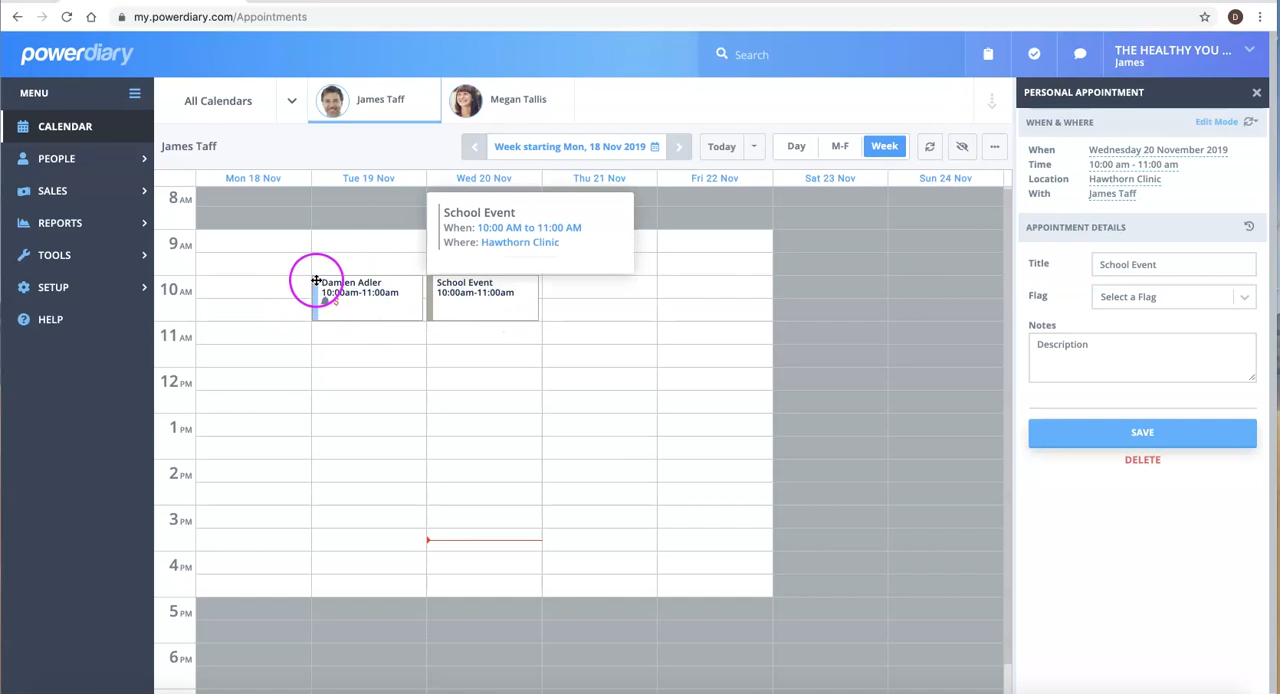 my.powerdiary.com/Appointments
D
powerdiary
Search
THE HEALTHY YOU ...
James
MENU
CALENDAR
PEOPLE
SALES
REPORTS
TOOLS
SETUP
HELP
All Calendars
James Taff
Megan Tallis
James Taff
Week starting Mon, 18 Nov 2019
Today
Day
M-F
Week
Mon 18 Nov
Tue 19 Nov
Wed 20 Nov
Thu 21 Nov
Fri 22 Nov
Sat 23 Nov
Sun 24 Nov
8 AM
9 AM
10 AM
11 AM
12 PM
1 PM
2 PM
3 PM
4 PM
5 PM
6 PM
School Event
When: 10:00 AM to 11:00 AM
Where: Hawthorn Clinic
Damien Adler
10:00am-11:00am
$
School Event
10:00am-11:00am
PERSONAL APPOINTMENT
WHEN & WHERE
Edit Mode
When Wednesday 20 November 2019
Time 10:00 am - 11:00 am
Location Hawthorn Clinic
With James Taff
APPOINTMENT DETAILS
Title School Event
Flag Select a Flag
Notes
Description
SAVE
DELETE